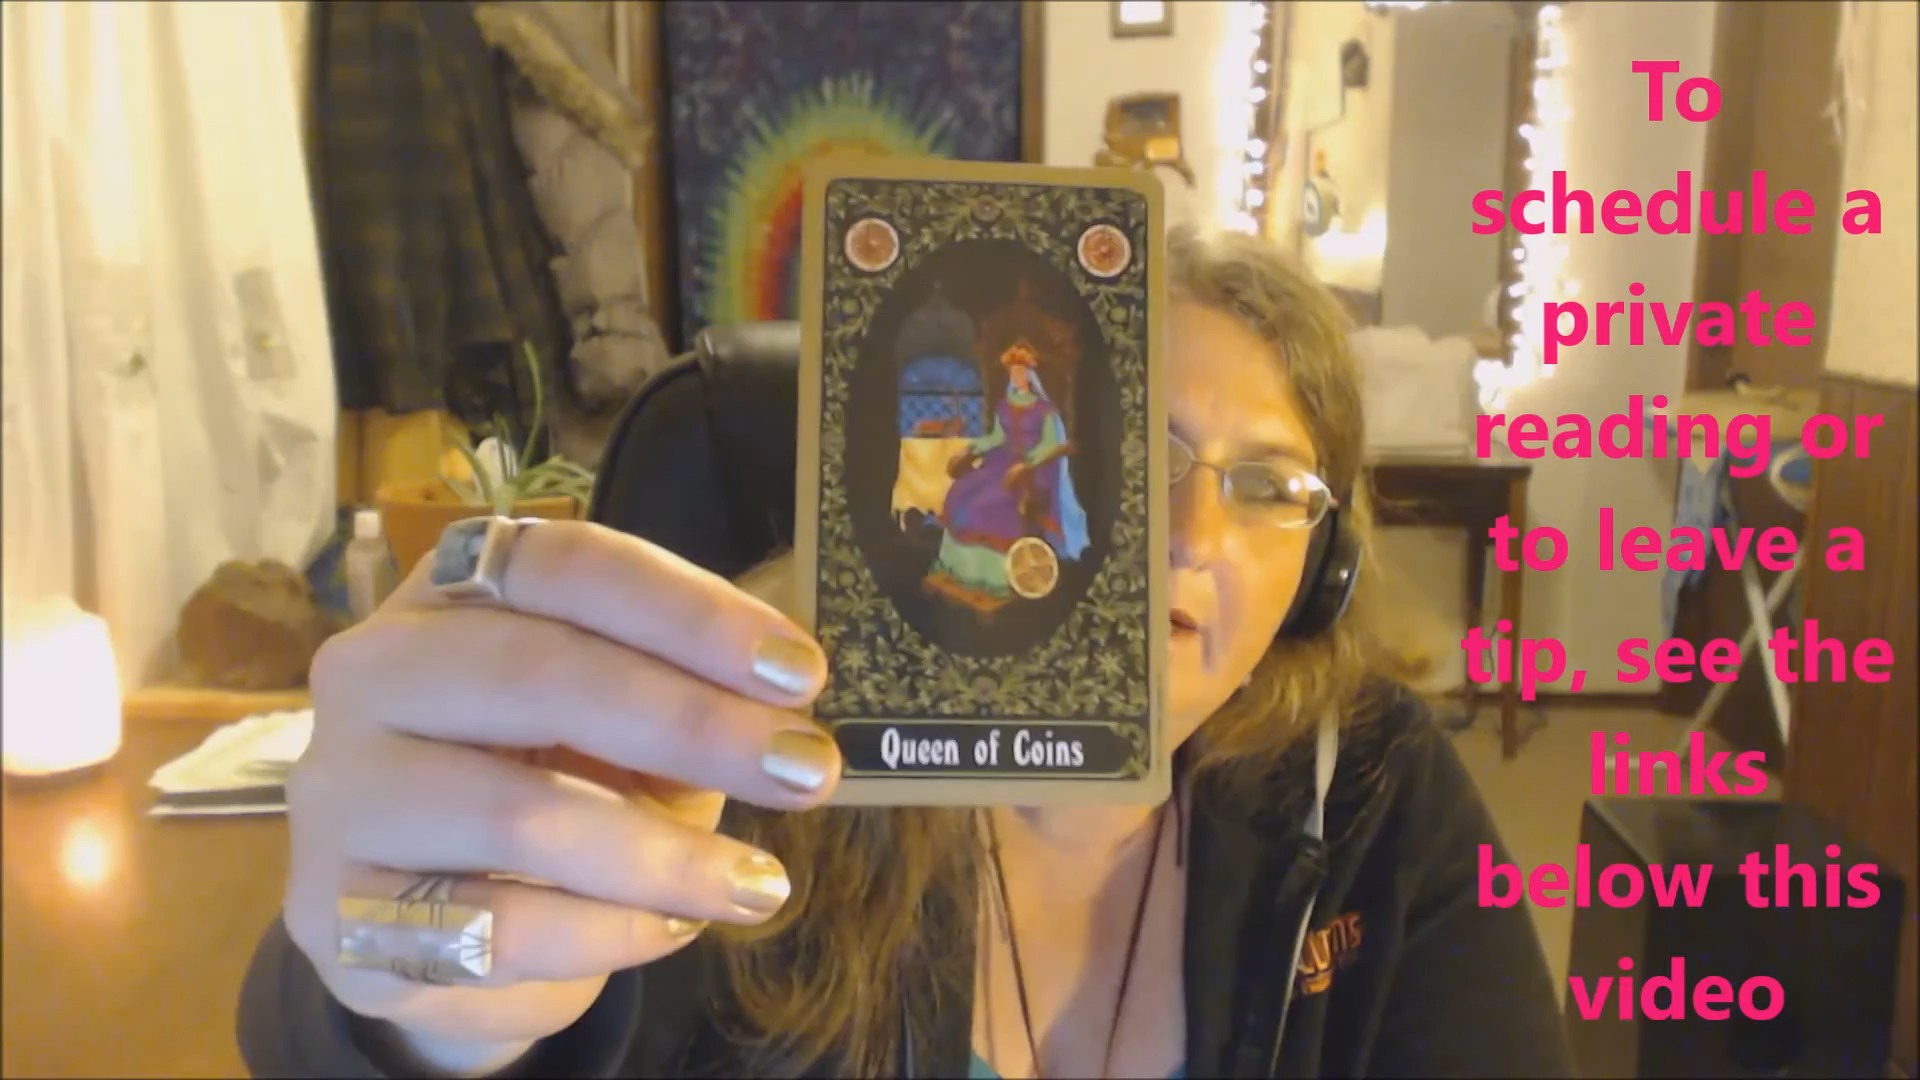 To
schedule a
private
reading or
to leave a
tip, see the
links
below this
video
Queen of Coins